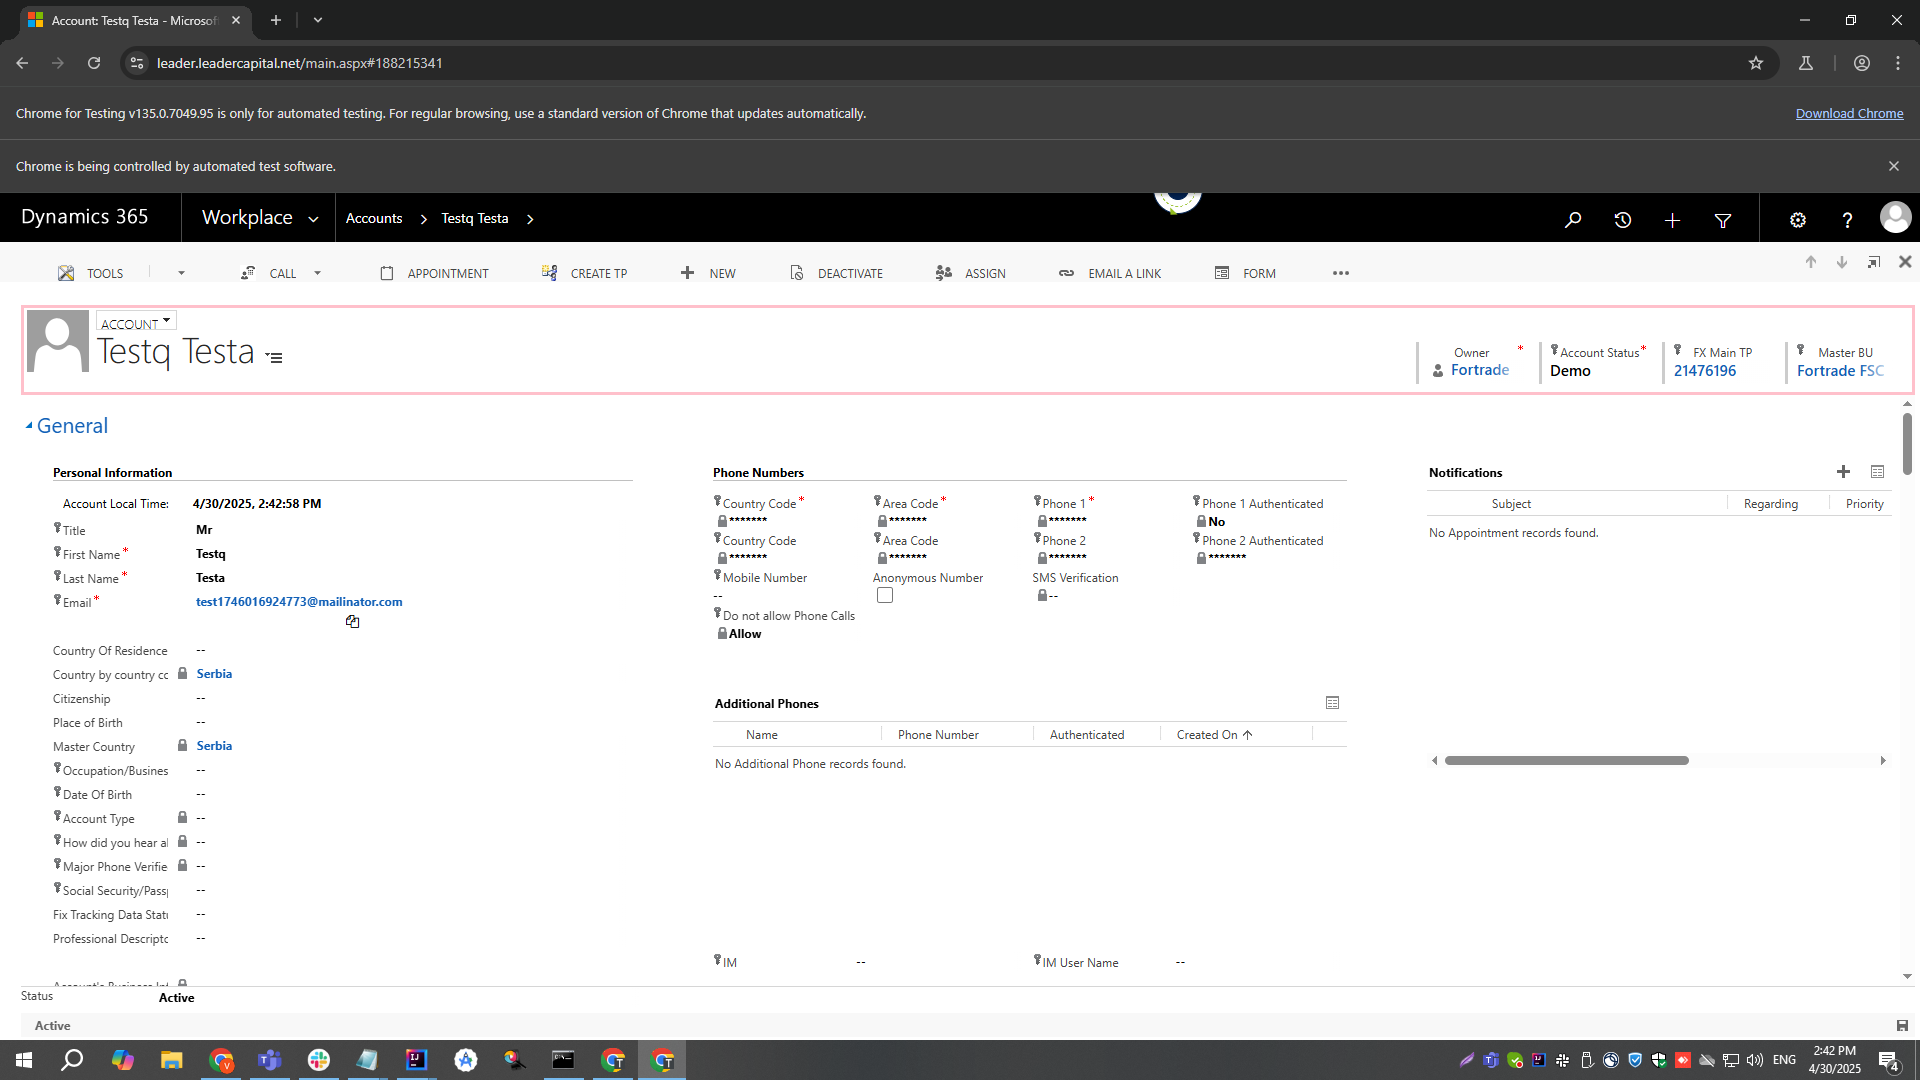 Account: Testq Testa - Microsof
leader.leadercapital.net/main.aspx#188215341
Chrome for Testing v135.0.7049.95 is only for automated testing. For regular browsing, use a standard version of Chrome that updates automatically.
Download Chrome
Chrome is being controlled by automated test software.
Dynamics 365
Workplace
Accounts
Testq Testa
TOOLS
CALL
APPOINTMENT
CREATE TP
NEW
DEACTIVATE
ASSIGN
EMAIL A LINK
FORM
ACCOUNT
Testq Testa
Owner *
Fortrade
Account Status *
Demo
FX Main TP
21476196
Master BU
Fortrade FSC
General
Personal Information
Account Local Time:
4/30/2025, 2:42:58 PM
Title
Mr
First Name *
Testq
Last Name *
Testa
Email *
test1746016924773@mailinator.com
Country Of Residence
--
Country by country co
Serbia
Citizenship
--
Place of Birth
--
Master Country
Serbia
Occupation/Busines
--
Date Of Birth
--
Account Type
--
How did you hear al
--
Major Phone Verifie
--
Social Security/Passp
--
Fix Tracking Data Statu
--
Professional Descripto
--
Phone Numbers
Country Code *
Area Code *
Phone 1 *
Phone 1 Authenticated
*******
*******
*******
No
Country Code
Area Code
Phone 2
Phone 2 Authenticated
*******
*******
*******
*******
Mobile Number
Anonymous Number
SMS Verification
--
--
Do not allow Phone Calls
Allow
Additional Phones
Name
Phone Number
Authenticated
Created On
No Additional Phone records found.
IM
--
IM User Name
--
Notifications
Subject
Regarding
Priority
No Appointment records found.
Status
Active
Active
ENG
2:42 PM
4/30/2025
4